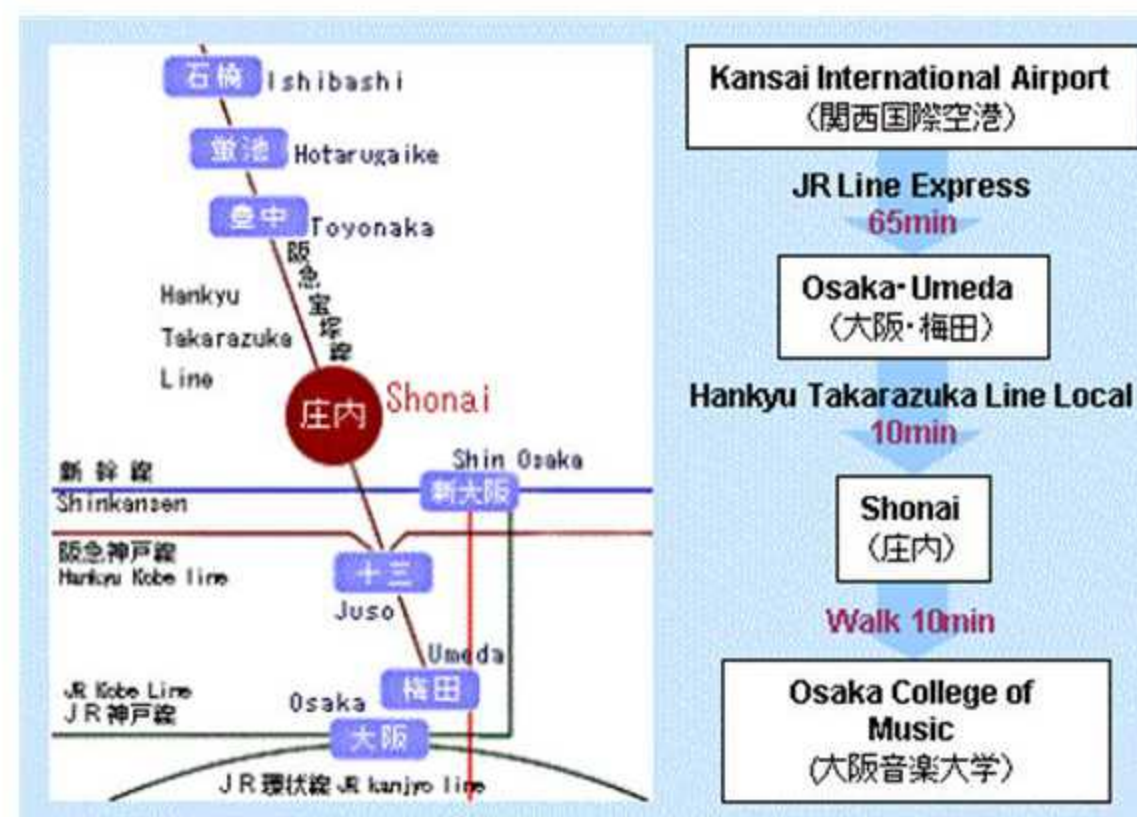 石橋
Ishibashi
蛍池
Hotarugaike
豊中
Toyonaka
阪急宝塚線
Hankyu
Takarazuka
Line
庄内
Shonai
Shin Osaka
新幹線
新大阪
Shinkansen
阪急神戸線
Hankyu Kobe line
十三
Juso
Umeda
梅田
JR Kobe Line
JR神戸線
Osaka
大阪
JR環状線 JR kanjyo line
Kansai International Airport
(関西国際空港)
JR Line Express
65min
Osaka・Umeda
(大阪・梅田)
Hankyu Takarazuka Line Local
10min
Shonai
(庄内)
Walk 10min
Osaka College of
Music
(大阪音楽大学)